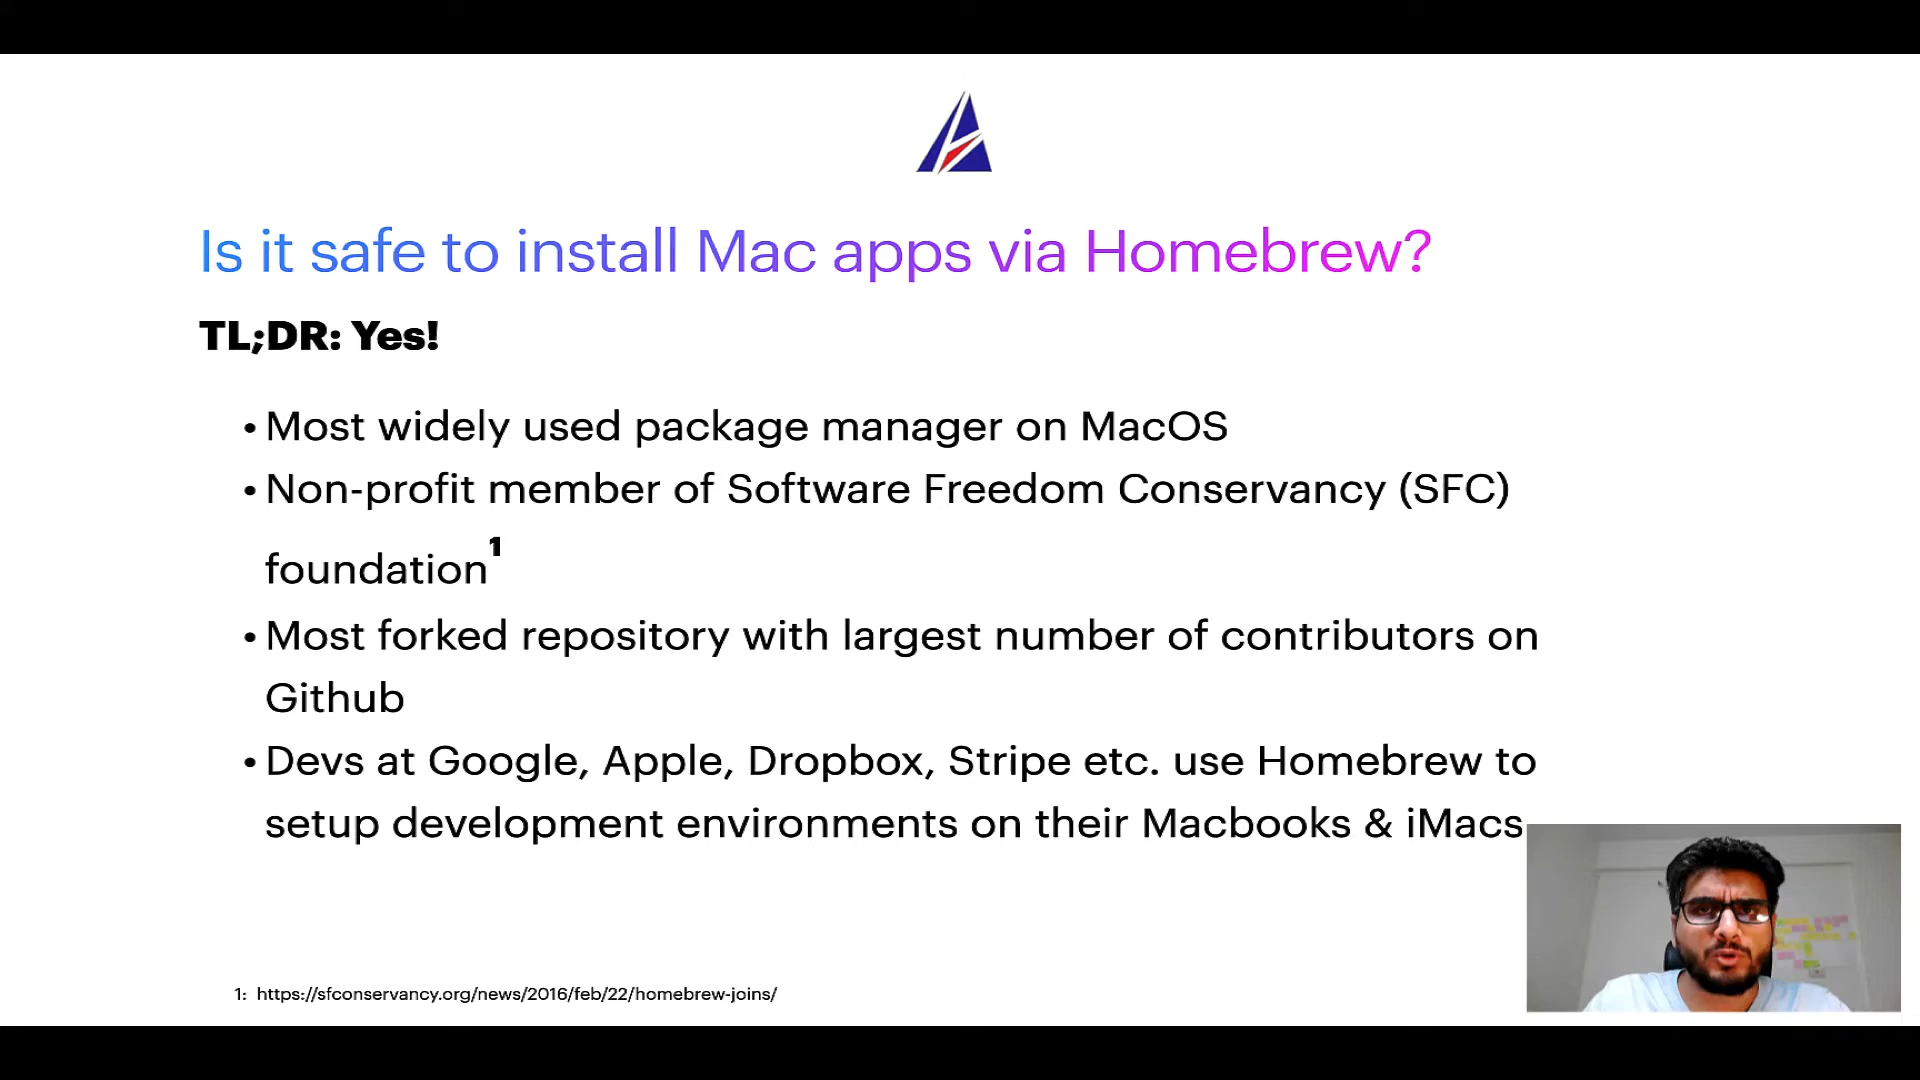 Is it safe to install Mac apps via Homebrew?
TL;DR: Yes!
• Most widely used package manager on MacOS
• Non-profit member of Software Freedom Conservancy (SFC)
foundation1
• Most forked repository with largest number of contributors on
Github
• Devs at Google, Apple, Dropbox, Stripe etc. use Homebrew to
setup development environments on their Macbooks & iMacs
1: https://sfconservancy.org/news/2016/feb/22/homebrew-joins/